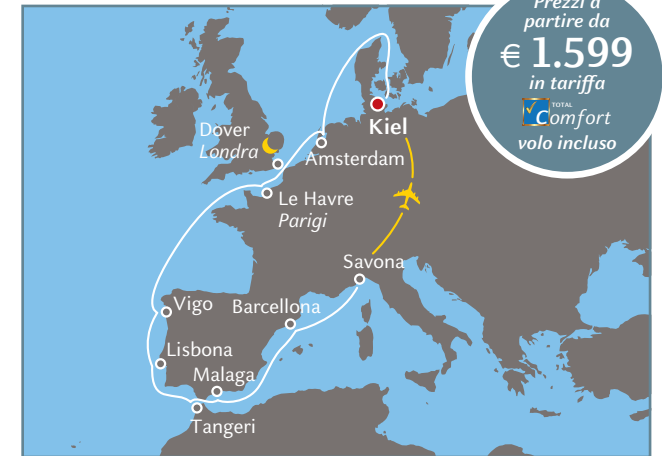 Prezzi a
partire da
€ 1.599
in tariffa
TOTAL
Comfort
volo incluso
Kiel
Dover
Londra
Amsterdam
Le Havre
Parigi
Savona
Vigo
Barcellona
Lisbona
Malaga
Tangeri